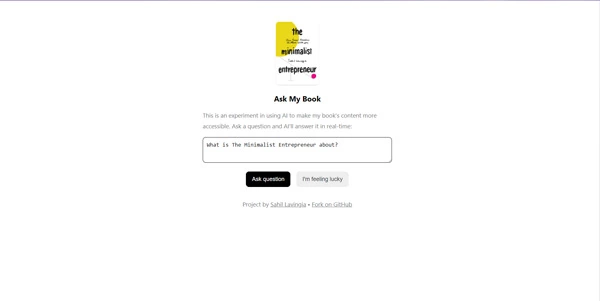 the
minimalist
entrepreneur
Ask My Book
This is an experiment in using AI to make my book's content more
accessible. Ask a question and AI'll answer it in real-time:
What is The Minimalist Entrepreneur about?
Ask question
I'm feeling lucky
Project by Sahil Lavingia • Fork on GitHub